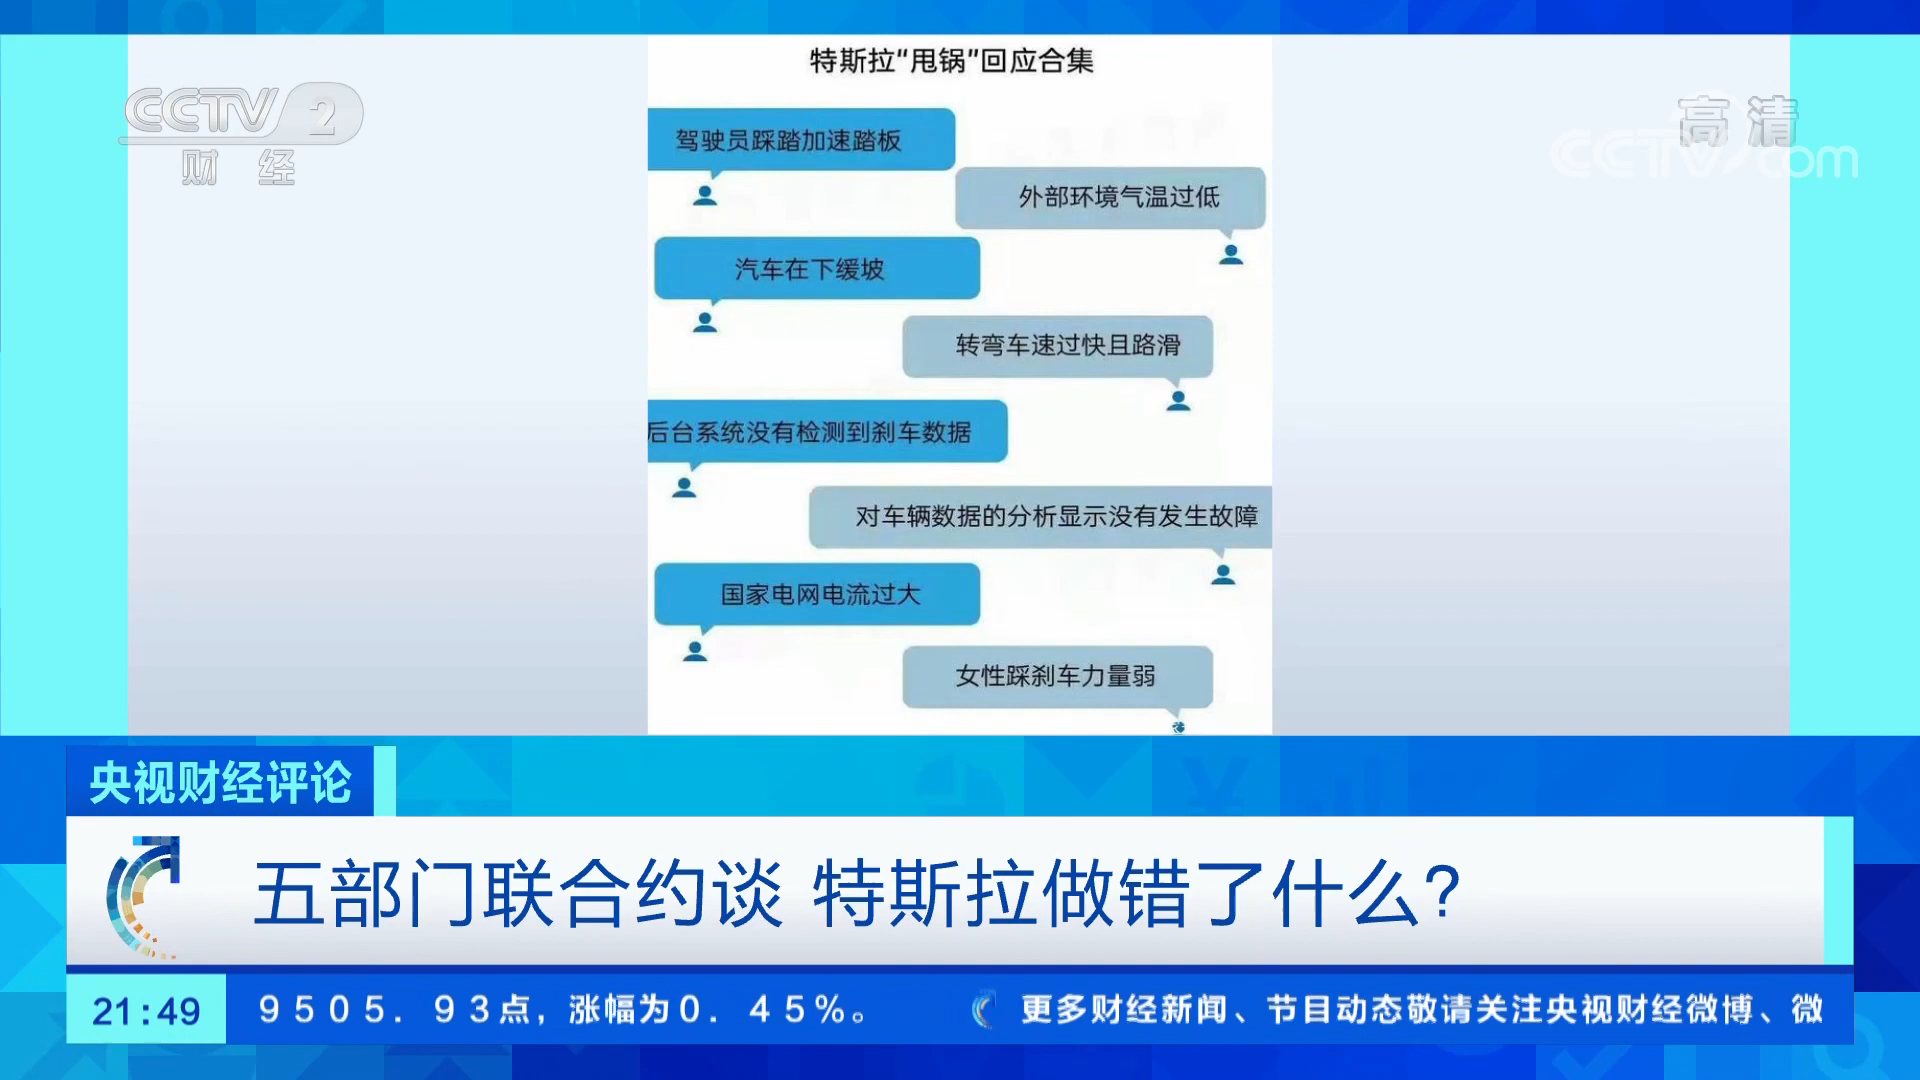 特斯拉“甩锅”回应合集
CCTV 2
财 经
高 清
CCTV.com
驾驶员踩踏加速踏板
外部环境气温过低
汽车在下缓坡
转弯车速过快且路滑
后台系统没有检测到刹车数据
对车辆数据的分析显示没有发生故障
国家电网电流过大
女性踩刹车力量弱
央视财经评论
五部门联合约谈 特斯拉做错了什么?
21:49
9505.93点,涨幅为0.45%。
更多财经新闻、节目动态敬请关注央视财经微博、微